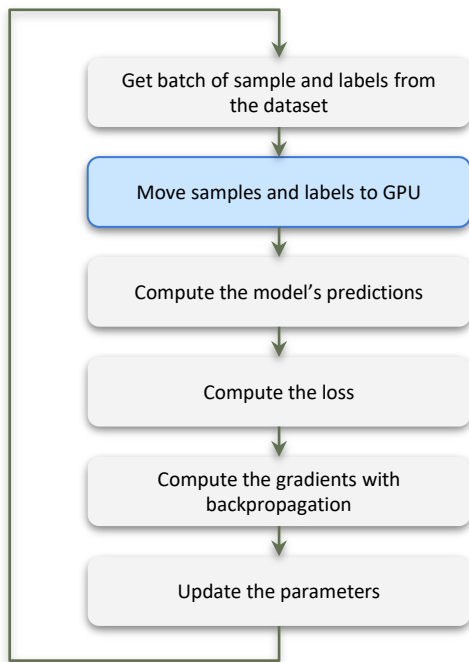 Get batch of sample and labels from
the dataset
Move samples and labels to GPU
Compute the model’s predictions
Compute the loss
Compute the gradients with
backpropagation
Update the parameters